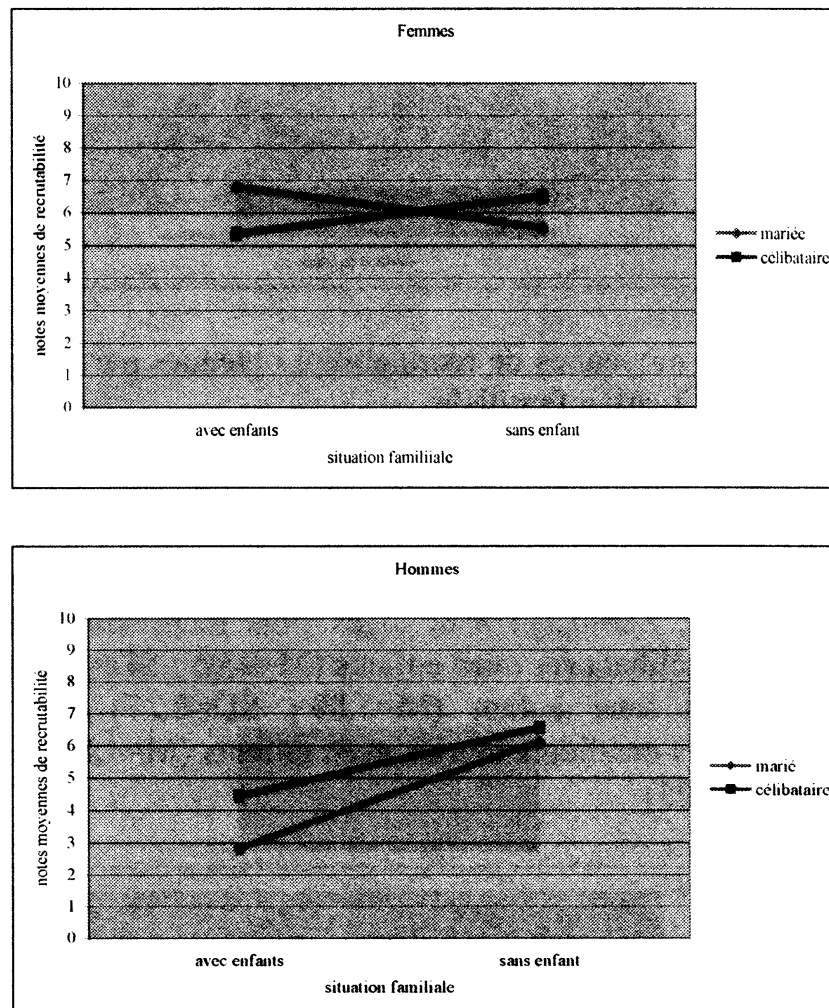 Femmes
10
9
8
7
6
5
4
3
2
1
0
notes moyennes de recrutabilité
avec enfants
sans enfant
situation familiiale
mariée
célibataire
Hommes
10
9
8
7
6
5
4
3
2
1
0
notes moyennes de recrutabilité
avec enfants
sans enfant
situation familiale
marié
célibataire